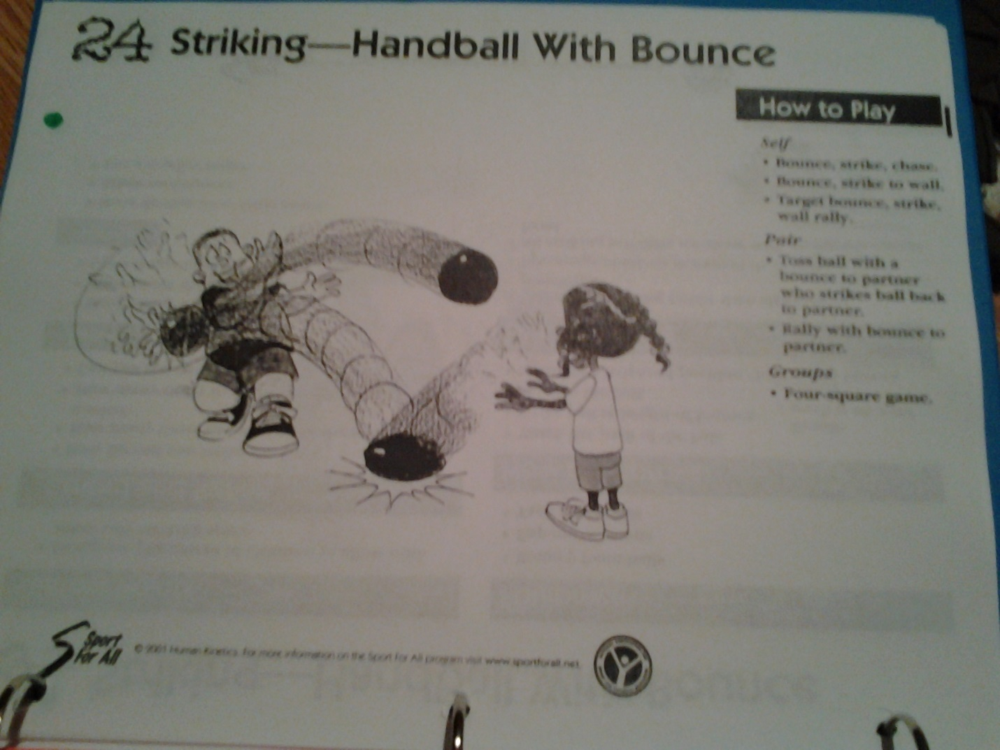 24 Striking—Handball With Bounce
How to Play
Self
• Bounce, strike, chase.
• Bounce, strike to wall.
• Target bounce, strike,
wall rally.
Pair
• Toss ball with a
bounce to partner
who strikes ball back
to partner.
• Rally with bounce to
partner.
Groups
• Four-square game.
Sport
For All
© 2001 Human Kinetics. For more information on the Sport For All program visit www.sportforall.net